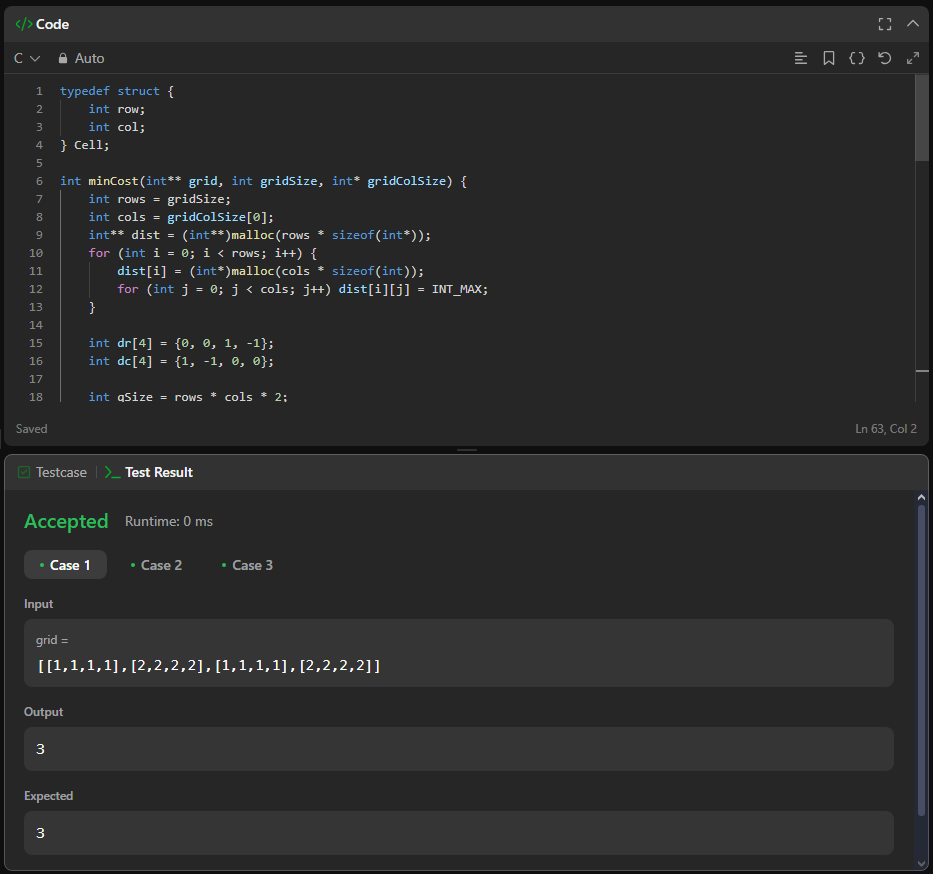 </> Code
C Auto
1 typedef struct {
2     int row;
3     int col;
4 } Cell;
5
6 int minCost(int** grid, int gridSize, int* gridColSize) {
7     int rows = gridSize;
8     int cols = gridColSize[0];
9     int** dist = (int**)malloc(rows * sizeof(int*));
10     for (int i = 0; i < rows; i++) {
11         dist[i] = (int*)malloc(cols * sizeof(int));
12         for (int j = 0; j < cols; j++) dist[i][j] = INT_MAX;
13     }
14
15     int dr[4] = {0, 0, 1, -1};
16     int dc[4] = {1, -1, 0, 0};
17
18     int qSize = rows * cols * 2;
Saved Ln 63, Col 2
Testcase | >_ Test Result
Accepted Runtime: 0 ms
• Case 1 • Case 2 • Case 3
Input
grid =
[[1,1,1,1],[2,2,2,2],[1,1,1,1],[2,2,2,2]]
Output
3
Expected
3